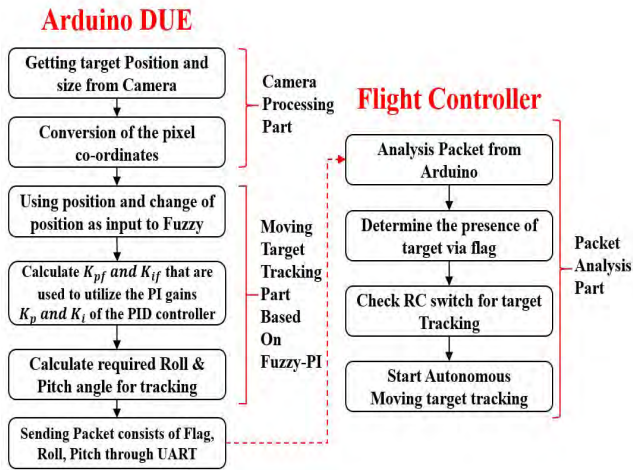 Arduino DUE
Getting target Position and
size from Camera
Conversion of the pixel
co-ordinates
Camera
Processing
Part
Using position and change of
position as input to Fuzzy
Calculate K_pf and K_if that are
used to utilize the PI gains
K_p and K_i of the PID controller
Calculate required Roll &
Pitch angle for tracking
Moving
Target
Tracking
Part
Based
On
Fuzzy-PI
Sending Packet consists of Flag,
Roll, Pitch through UART
Flight Controller
Analysis Packet from
Arduino
Determine the presence of
target via flag
Check RC switch for target
Tracking
Start Autonomous
Moving target tracking
Packet
Analysis
Part